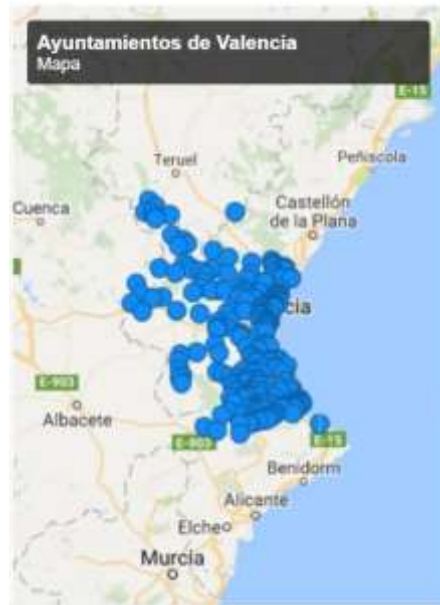 Ayuntamientos de Valencia
Mapa
E-15
Teruel
Peñiscola
Cuenca
Castellón
de la Plana
cia
E-903
Albacete
E-903
E-15
Benidorm
Alicante
Elche
Murcia